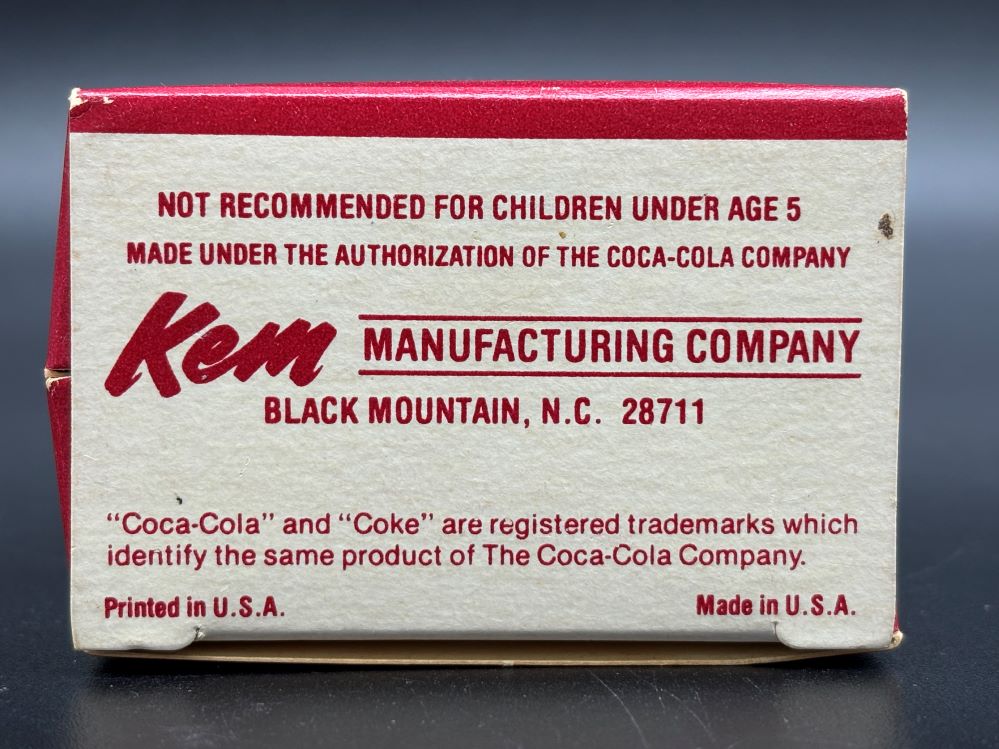 NOT RECOMMENDED FOR CHILDREN UNDER AGE 5
MADE UNDER THE AUTHORIZATION OF THE COCA-COLA COMPANY
Kem MANUFACTURING COMPANY
BLACK MOUNTAIN, N.C. 28711
“Coca-Cola” and “Coke” are registered trademarks which
identify the same product of The Coca-Cola Company.
Printed in U.S.A. Made in U.S.A.